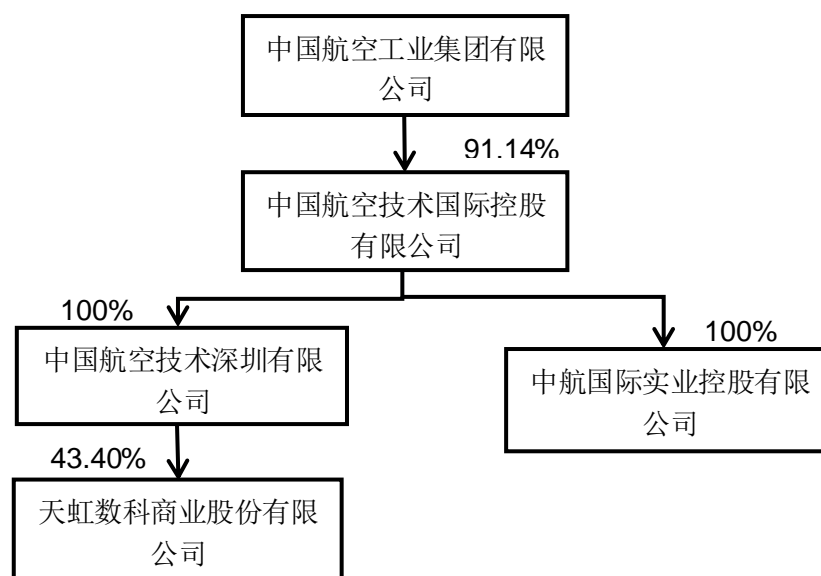 中国航空工业集团有限
公司
91.14%
中国航空技术国际控股
有限公司
100%
100%
中国航空技术深圳有限
公司
中航国际实业控股有限
公司
43.40%
天虹数科商业股份有限
公司